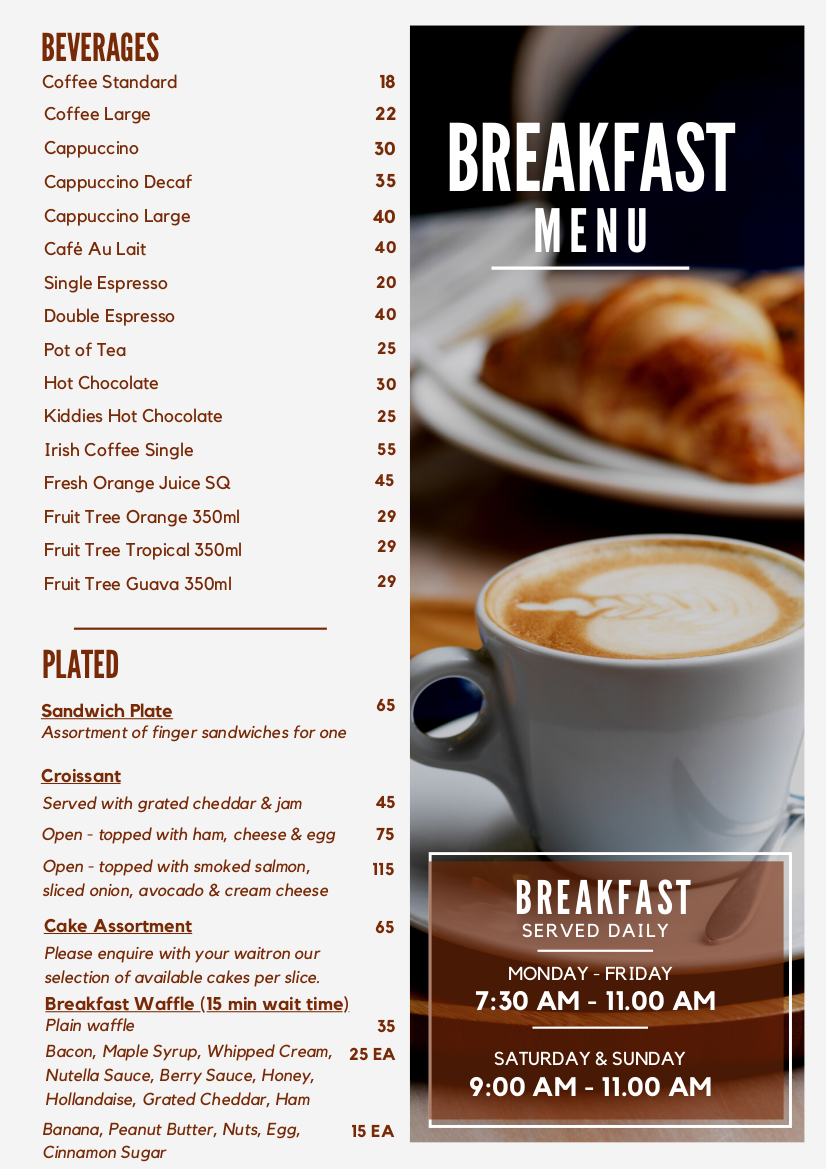 BEVERAGES
Coffee Standard 18
Coffee Large 22
Cappuccino 30
Cappuccino Decaf 35
Cappuccino Large 40
Café Au Lait 40
Single Espresso 20
Double Espresso 40
Pot of Tea 25
Hot Chocolate 30
Kiddies Hot Chocolate 25
Irish Coffee Single 55
Fresh Orange Juice SQ 45
Fruit Tree Orange 350ml 29
Fruit Tree Tropical 350ml 29
Fruit Tree Guava 350ml 29
PLATED
Sandwich Plate 65
Assortment of finger sandwiches for one
Croissant
Served with grated cheddar & jam 45
Open - topped with ham, cheese & egg 75
Open - topped with smoked salmon, 115
sliced onion, avocado & cream cheese
Cake Assortment 65
Please enquire with your waitron our
selection of available cakes per slice.
Breakfast Waffle (15 min wait time)
Plain waffle 35
Bacon, Maple Syrup, Whipped Cream, 25 EA
Nutella Sauce, Berry Sauce, Honey,
Hollandaise, Grated Cheddar, Ham
Banana, Peanut Butter, Nuts, Egg, 15 EA
Cinnamon Sugar
BREAKFAST
MENU
BREAKFAST
SERVED DAILY
MONDAY - FRIDAY
7:30 AM - 11.00 AM
SATURDAY & SUNDAY
9:00 AM - 11.00 AM